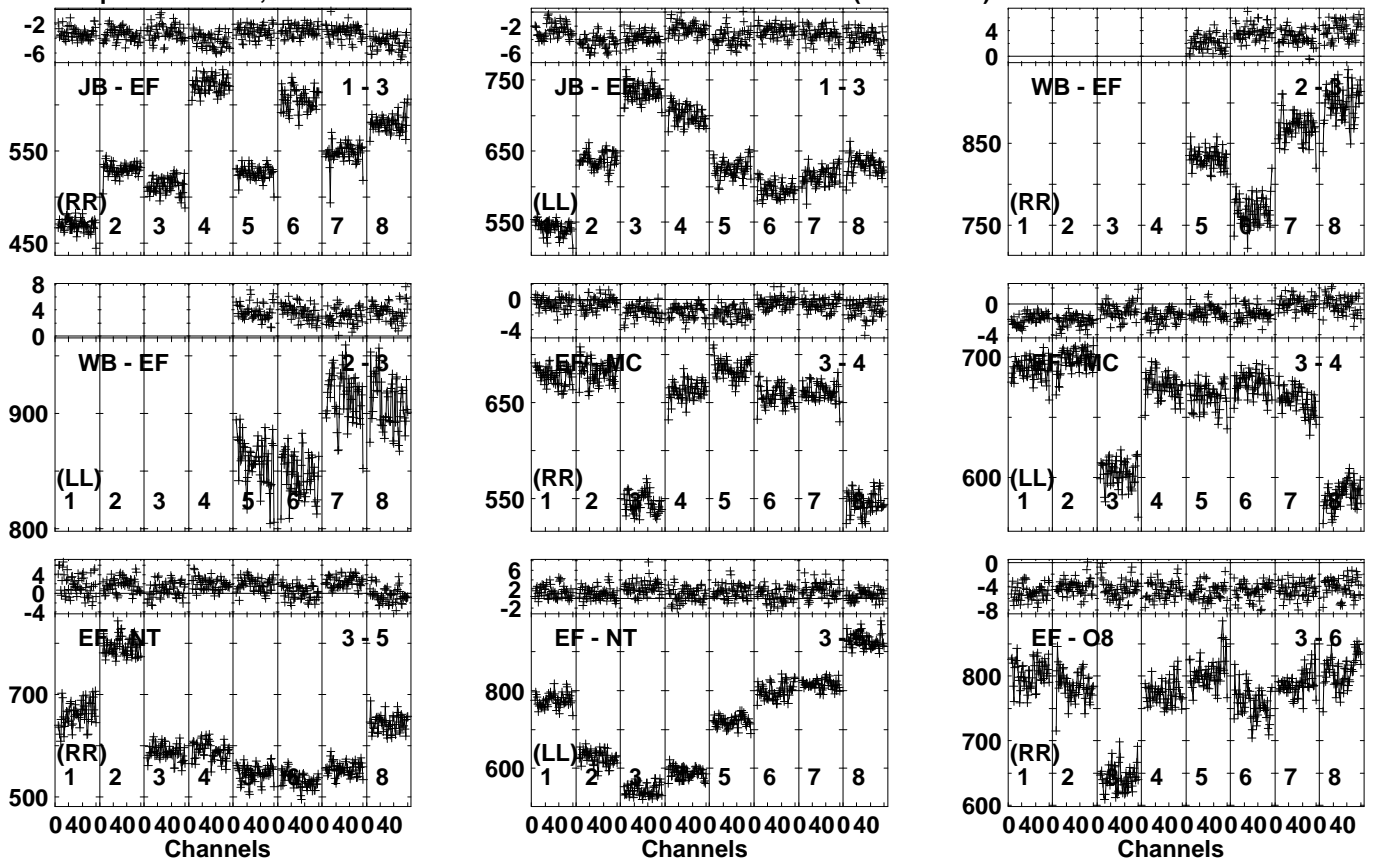 -2 -2 4
-6 -6 0
JB - EF 1 - 3 750 JB - EF 1 - 3 WB - EF 2 - 3
550 650 850
(RR) (LL) (RR)
1 2 3 4 5 6 7 8 550 1 2 3 4 5 6 7 8 750 1 2 3 4 5 6 7 8
450
8
4 0 0
0 -4 -4
WB - EF 2 - 3 EF - MC 3 - 4 700 EF - MC 3 - 4
900 650
(LL) (RR) 600 (LL)
1 2 3 4 5 6 7 8 550 1 2 3 4 5 6 7 8 1 2 3 4 5 6 7 8
800
4 6 0
0 2 -4
-4 -2 -8
EF - NT 3 - 5 EF - NT 3 - EF - O8 3 - 6
700 800 800
700
(RR) (LL) (RR)
1 2 3 4 5 6 7 8 600 1 2 3 4 5 6 7 8 1 2 3 4 5 6 7 8
500 600
0 40 0 40 0 40 0 40 0 40 0 40 0 40 0 40 0 40 0 40 0 40 0 40 0 40 0 40 0 40 0 40 0 40 0 40 0 40 0 40 0 40 0 40 0 40 0 40
Channels Channels Channels